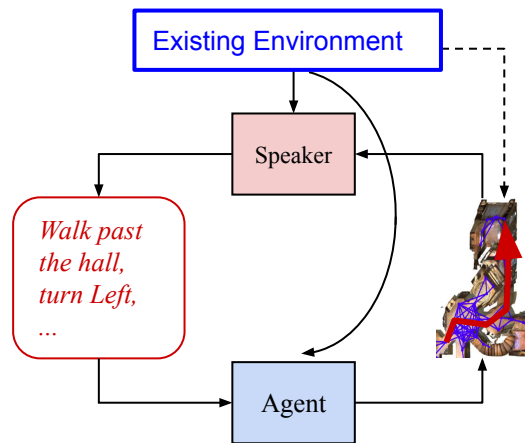 Existing Environment
Speaker
Walk past
the hall,
turn Left,
...
Agent